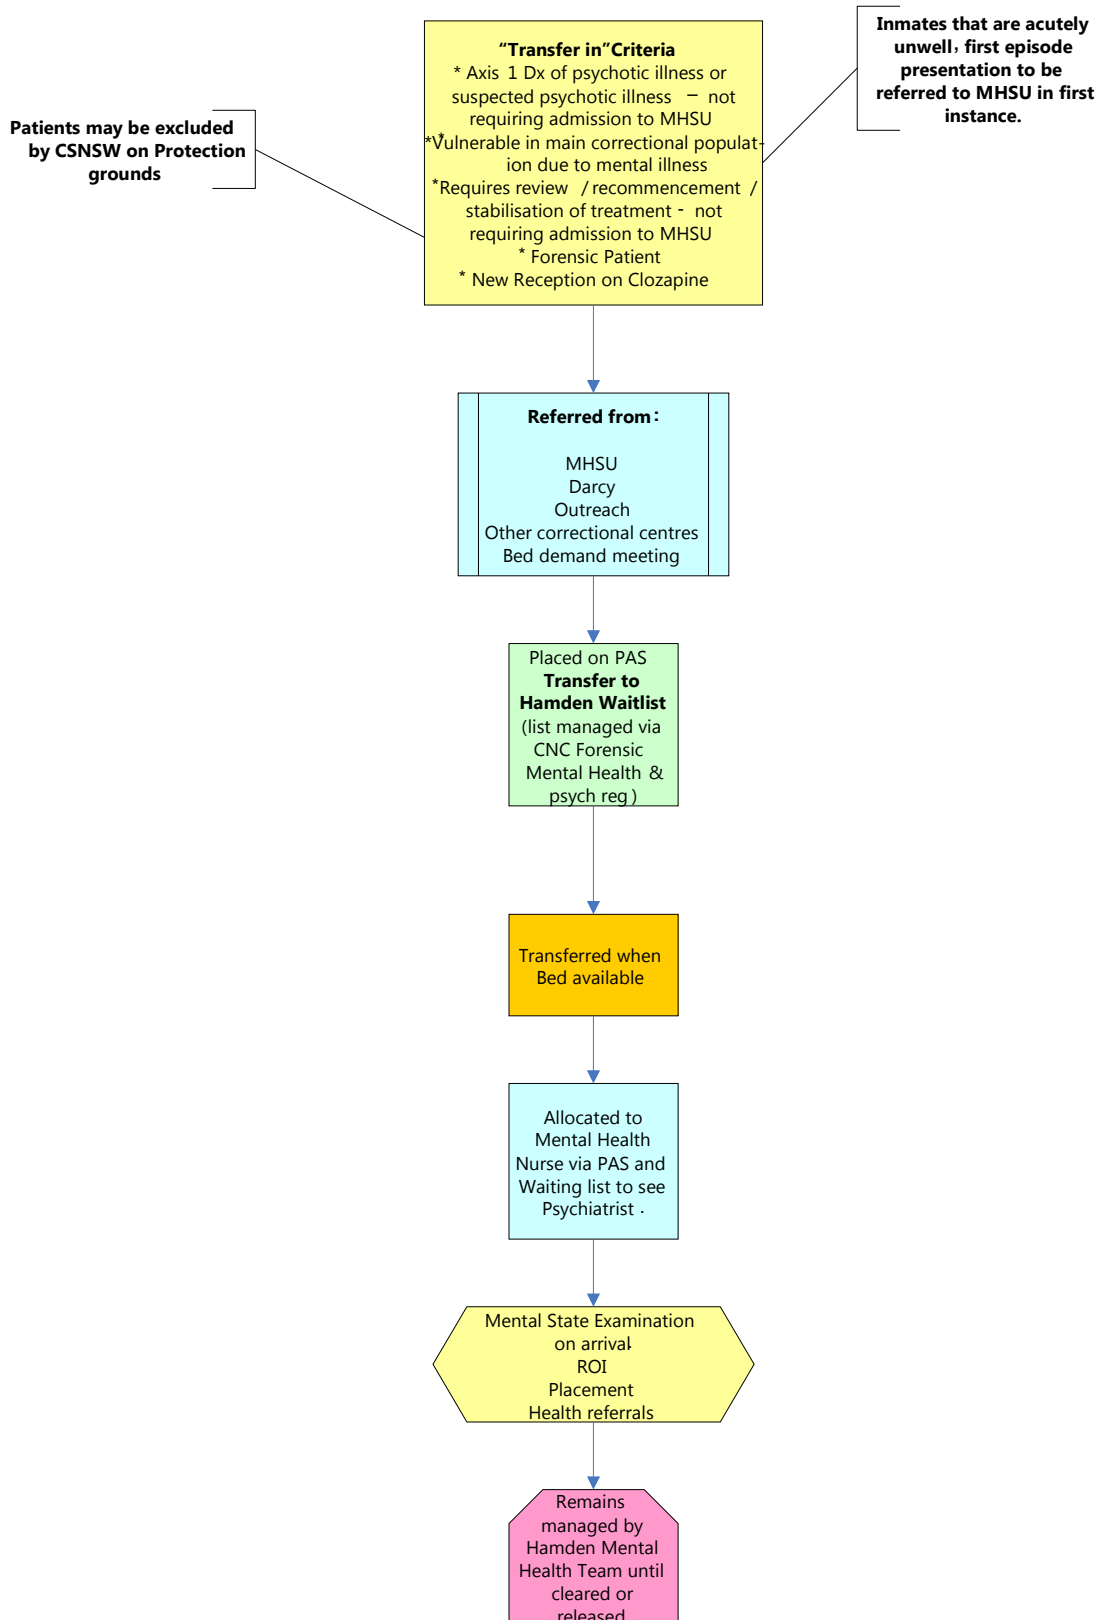 Patients may be excluded
by CSNSW on Protection
grounds
“Transfer in”Criteria
* Axis 1 Dx of psychotic illness or
suspected psychotic illness – not
requiring admission to MHSU
*Vulnerable in main correctional populat-
ion due to mental illness
*Requires review / recommencement /
stabilisation of treatment - not
requiring admission to MHSU
* Forensic Patient
* New Reception on Clozapine
Inmates that are acutely
unwell, first episode
presentation to be
referred to MHSU in first
instance.
Referred from:
MHSU
Darcy
Outreach
Other correctional centres
Bed demand meeting
Placed on PAS
Transfer to
Hamden Waitlist
(list managed via
CNC Forensic
Mental Health &
psych reg)
Transferred when
Bed available
Allocated to
Mental Health
Nurse via PAS and
Waiting list to see
Psychiatrist.
Mental State Examination
on arrival.
ROI
Placement
Health referrals
Remains
managed by
Hamden Mental
Health Team until
cleared or
released